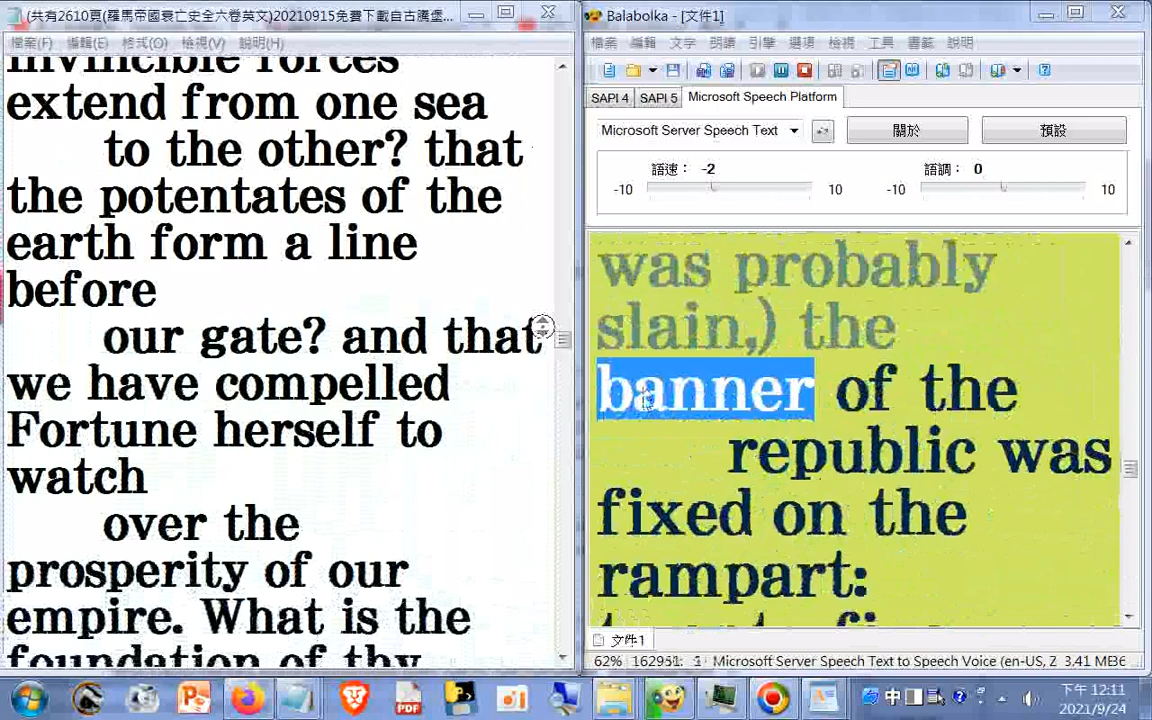 (共有2610頁(羅馬帝國衰亡史全六卷英文)20210915免費下載自古騰堡...
檔案(F) 編輯(E) 格式(O) 檢視(V) 說明(H)
invincible forces
extend from one sea
to the other? that
the potentates of the
earth form a line
before
our gate? and that
we have compelled
Fortune herself to
watch
over the
prosperity of our
empire. What is the
foundation of thy
Balabolka - [文件1]
檔案 編輯 文字 朗讀 引擎 選項 檢視 工具 書籤 說明
SAPI 4 SAPI 5 Microsoft Speech Platform
Microsoft Server Speech Text 關於 預設
語速： -2 語調： 0
-10 10 -10 10
was probably
slain,) the
banner of the
republic was
fixed on the
rampart:
文件1
62% 162951: 1 Microsoft Server Speech Text to Speech Voice (en-US, Z 3.41 MB
中 下午 12:11
2021/9/24